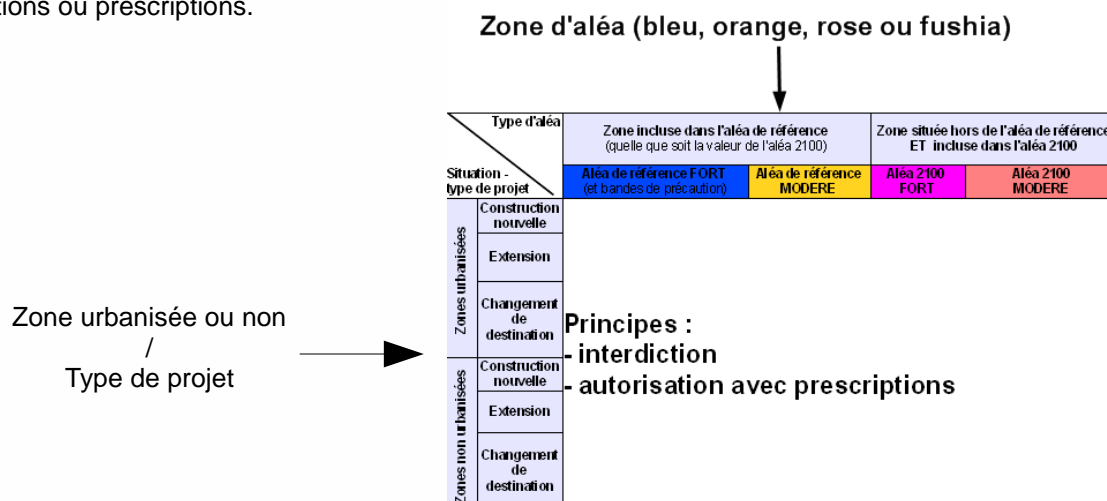 tions ou prescriptions.
Zone d'aléa (bleu, orange, rose ou fushia)
Type d'aléa
Situation -
type de projet
Zone incluse dans l'aléa de référence
(quelle que soit la valeur de l'aléa 2100)
Zone située hors de l'aléa de référence
ET incluse dans l'aléa 2100
Aléa de référence FORT
(et bandes de précaution)
Aléa de référence
MODERE
Aléa 2100
FORT
Aléa 2100
MODERE
Zones urbanisées
Construction
nouvelle
Extension
Changement
de
destination
Zones non urbanisées
Construction
nouvelle
Extension
Changement
de
destination
Zone urbanisée ou non
/
Type de projet
Principes :
- interdiction
- autorisation avec prescriptions